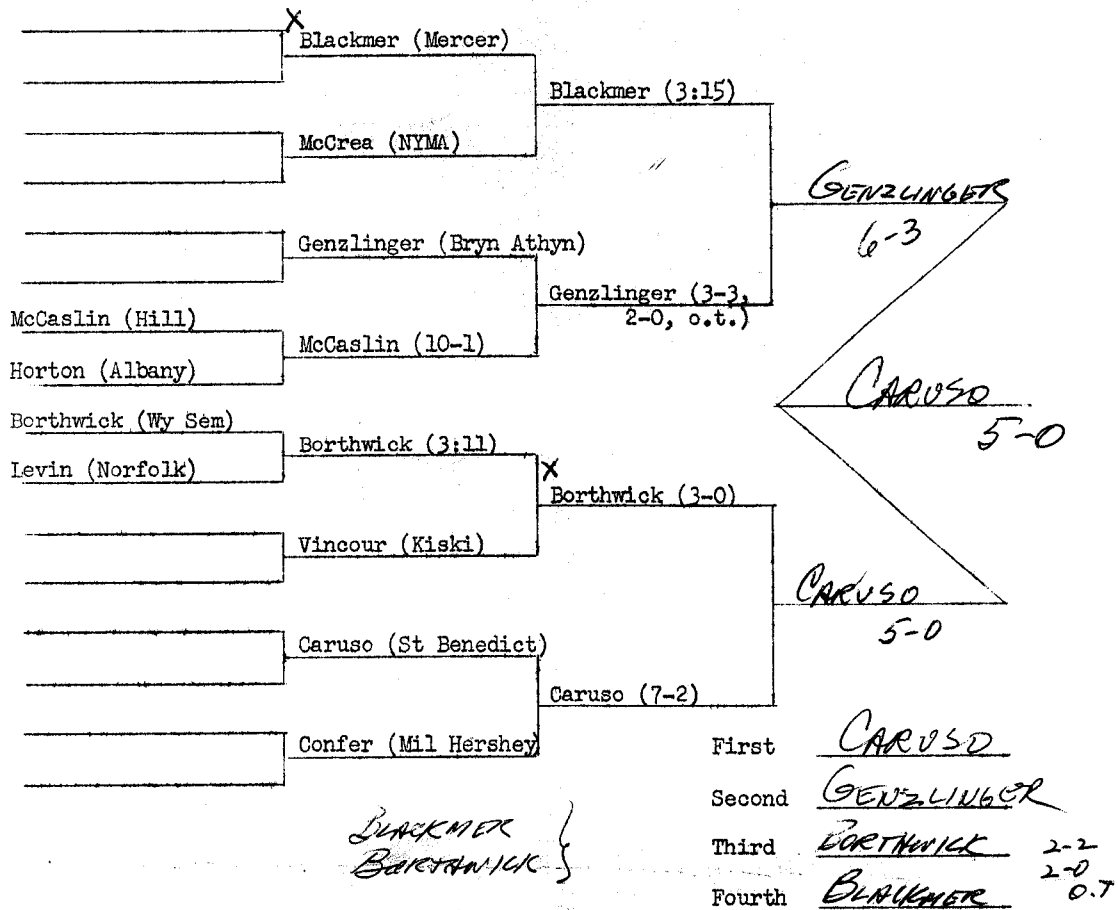 X
Blackmer (Mercer)
Blackmer (3:15)
McCrea (NYMA)
GENZLINGER
6-3
Genzlinger (Bryn Athyn)
Genzlinger (3-3,
2-0, o.t.)
McCaslin (Hill)
McCaslin (10-1)
Horton (Albany)
CARUSO
5-0
Borthwick (Wy Sem)
Borthwick (3:11)
Levin (Norfolk)
X
Borthwick (3-0)
Vincour (Kiski)
CARUSO
5-0
Caruso (St Benedict)
Caruso (7-2)
Confer (Mil Hershey)
First CARUSO
Second GENZLINGER
BLACKMER
BORTHWICK
Third BORTHWICK 2-2
2-0
O.T
Fourth BLACKMER